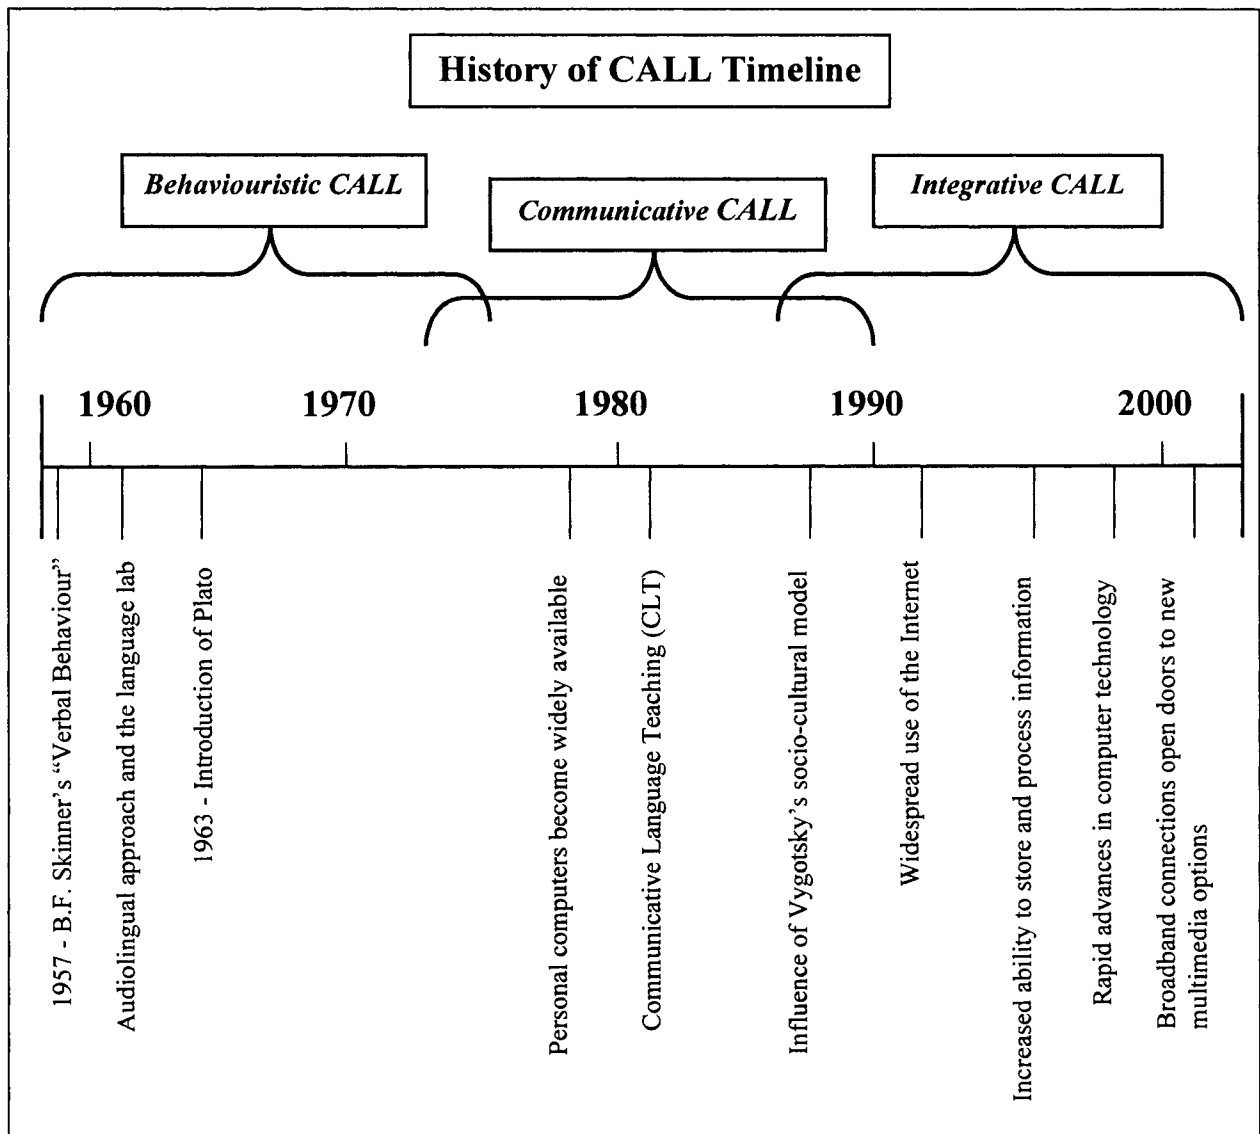 History of CALL Timeline
Behaviouristic CALL
Communicative CALL
Integrative CALL
1960
1970
1980
1990
2000
1957 - B.F. Skinner's “Verbal Behaviour”
Audiolingual approach and the language lab
1963 - Introduction of Plato
Personal computers become widely available
Communicative Language Teaching (CLT)
Influence of Vygotsky's socio-cultural model
Widespread use of the Internet
Increased ability to store and process information
Rapid advances in computer technology
Broadband connections open doors to new
multimedia options